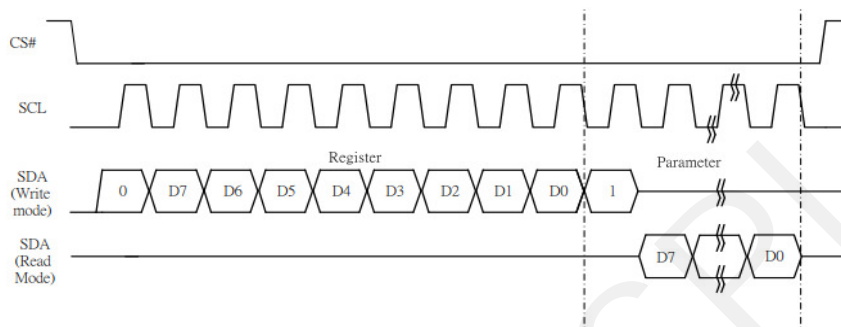 CS#
SCL
Register
Parameter
SDA
(Write
mode)
0 D7 D6 D5 D4 D3 D2 D1 D0 1
SDA
(Read
Mode)
D7 D0
SCPI